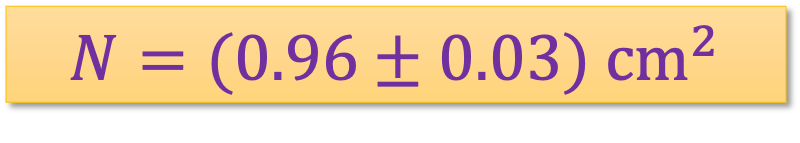 N = (0.96 ± 0.03) cm²